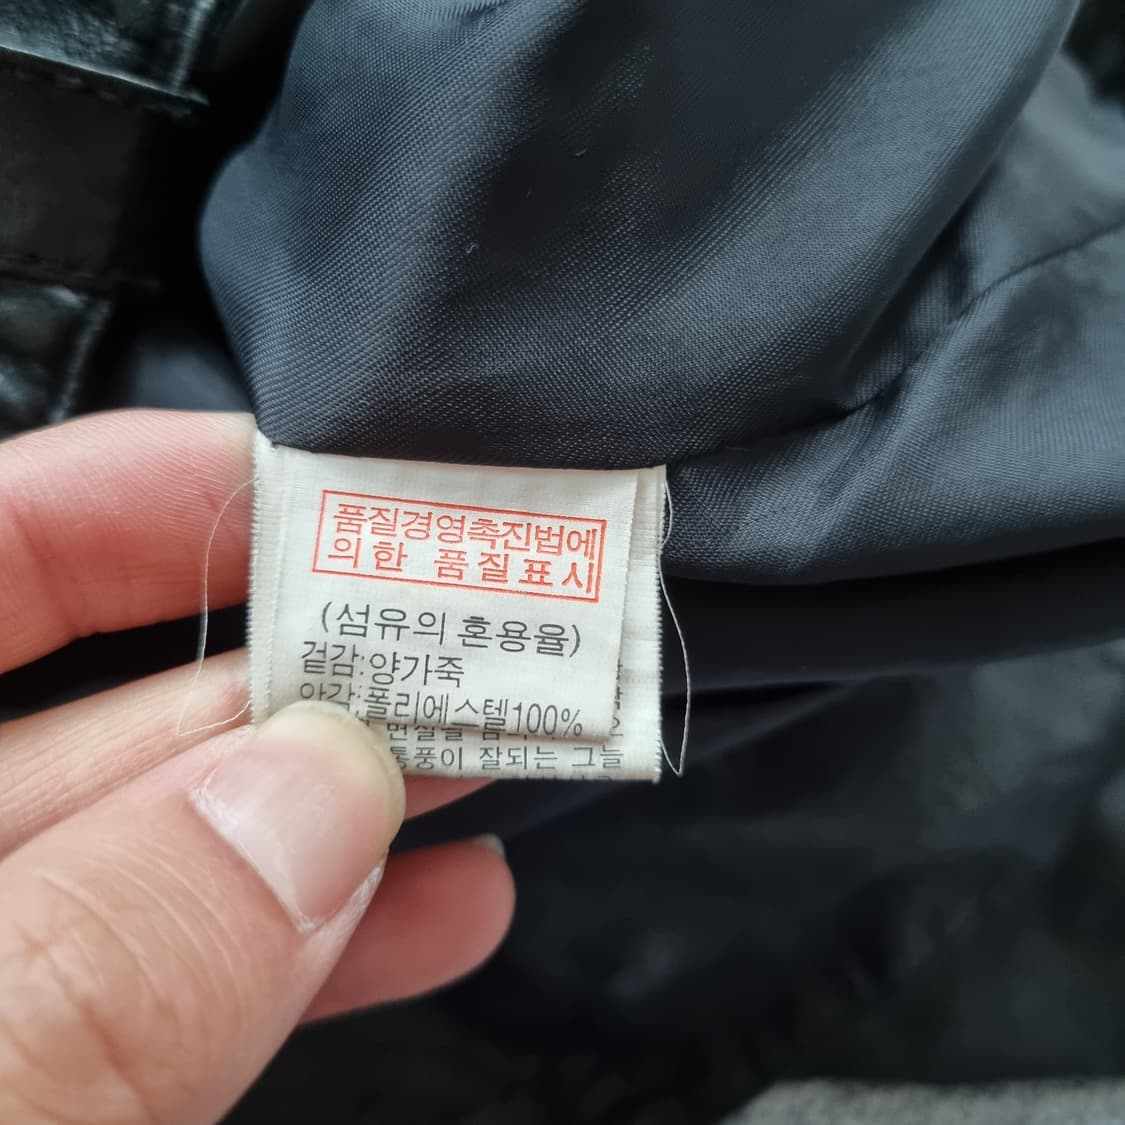 품질경영촉진법에
의한 품질표시
(섬유의 혼용율)
겉감:양가죽
안감:폴리에스텔100%
통풍이 잘되는 그늘